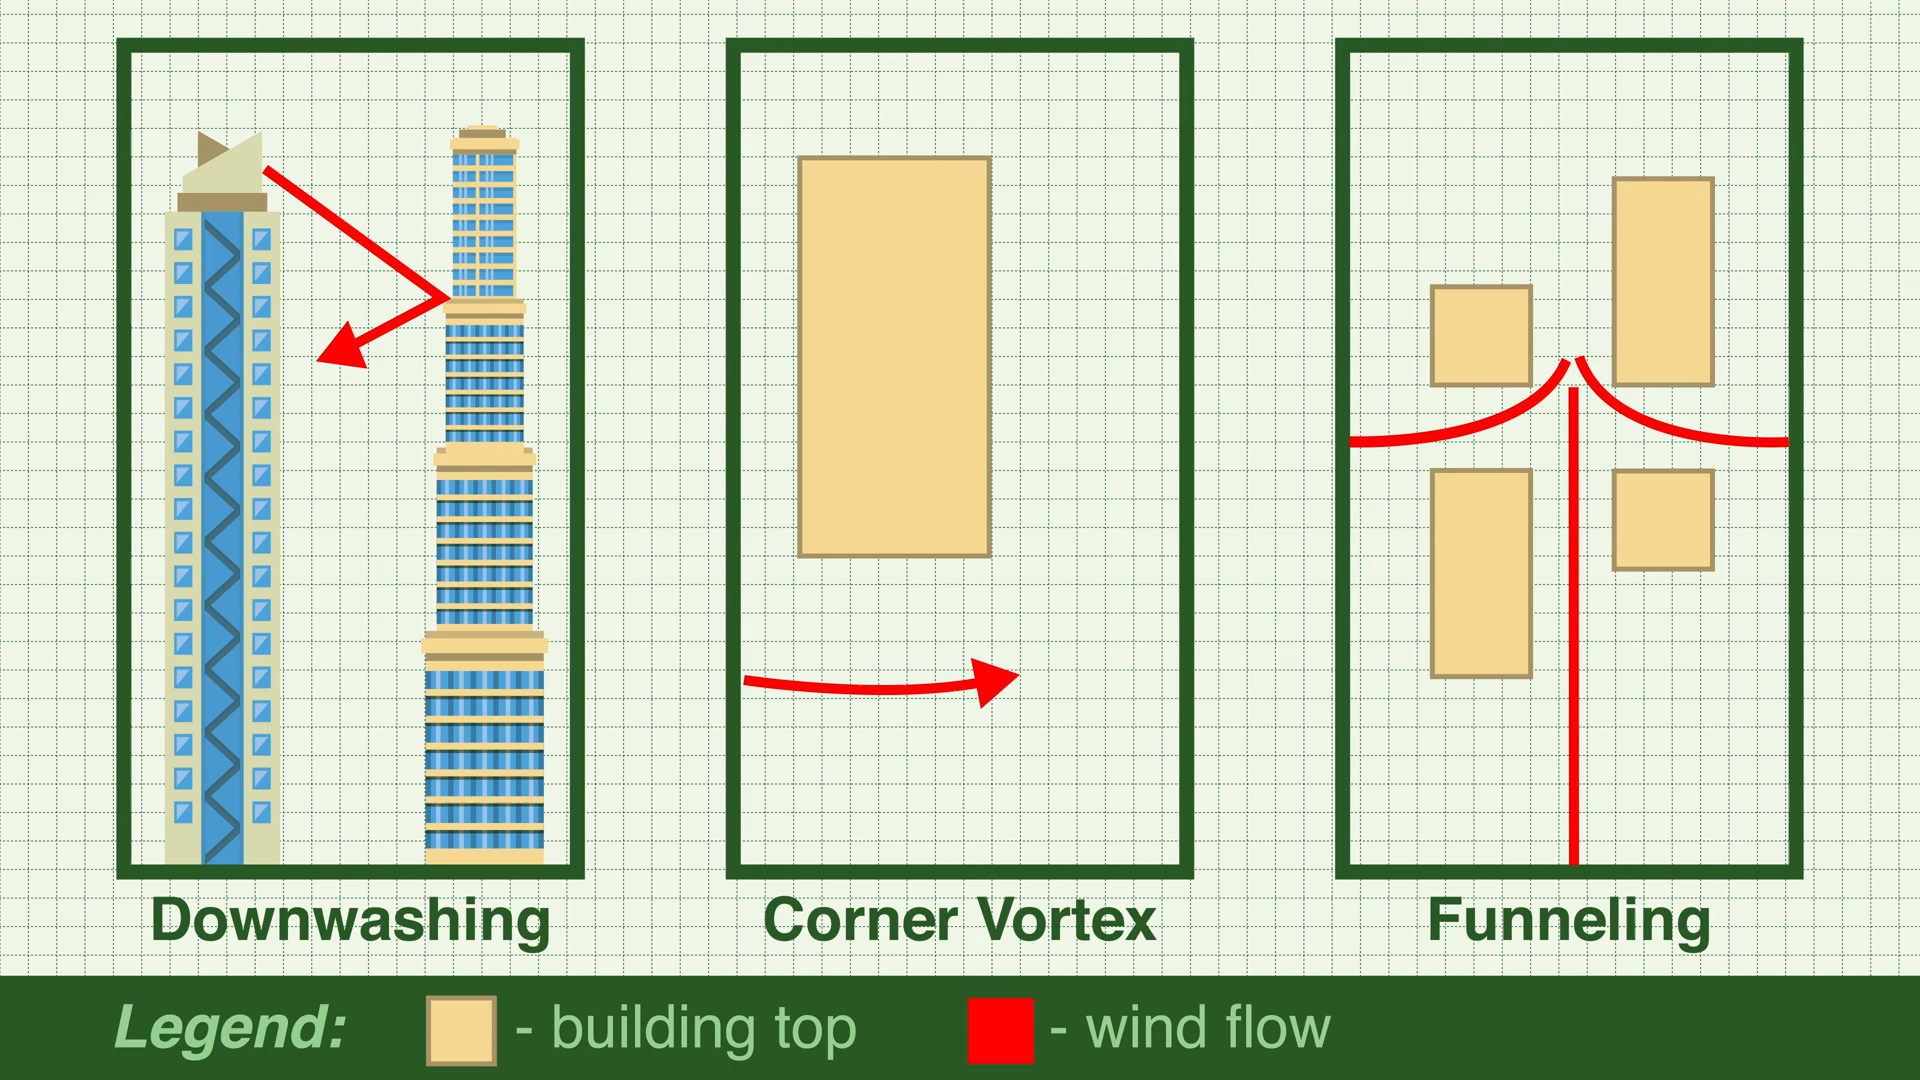 Downwashing
Corner Vortex
Funneling
Legend: - building top - wind flow